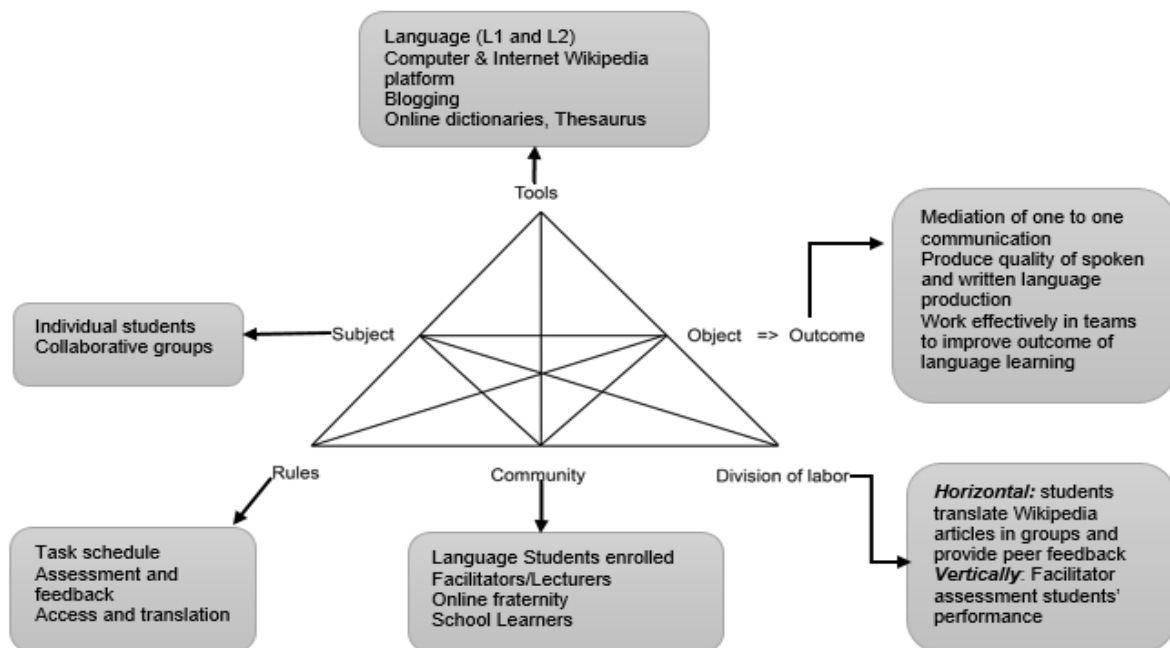 Language (L1 and L2)
Computer & Internet Wikipedia
platform
Blogging
Online dictionaries, Thesaurus
Tools
Mediation of one to one
communication
Produce quality of spoken
and written language
production
Work effectively in teams
to improve outcome of
language learning
Individual students
Collaborative groups
Subject
Object => Outcome
Rules
Community
Division of labor
Task schedule
Assessment and
feedback
Access and translation
Language Students enrolled
Facilitators/Lecturers
Online fraternity
School Learners
Horizontal: students
translate Wikipedia
articles in groups and
provide peer feedback
Vertically: Facilitator
assessment students'
performance